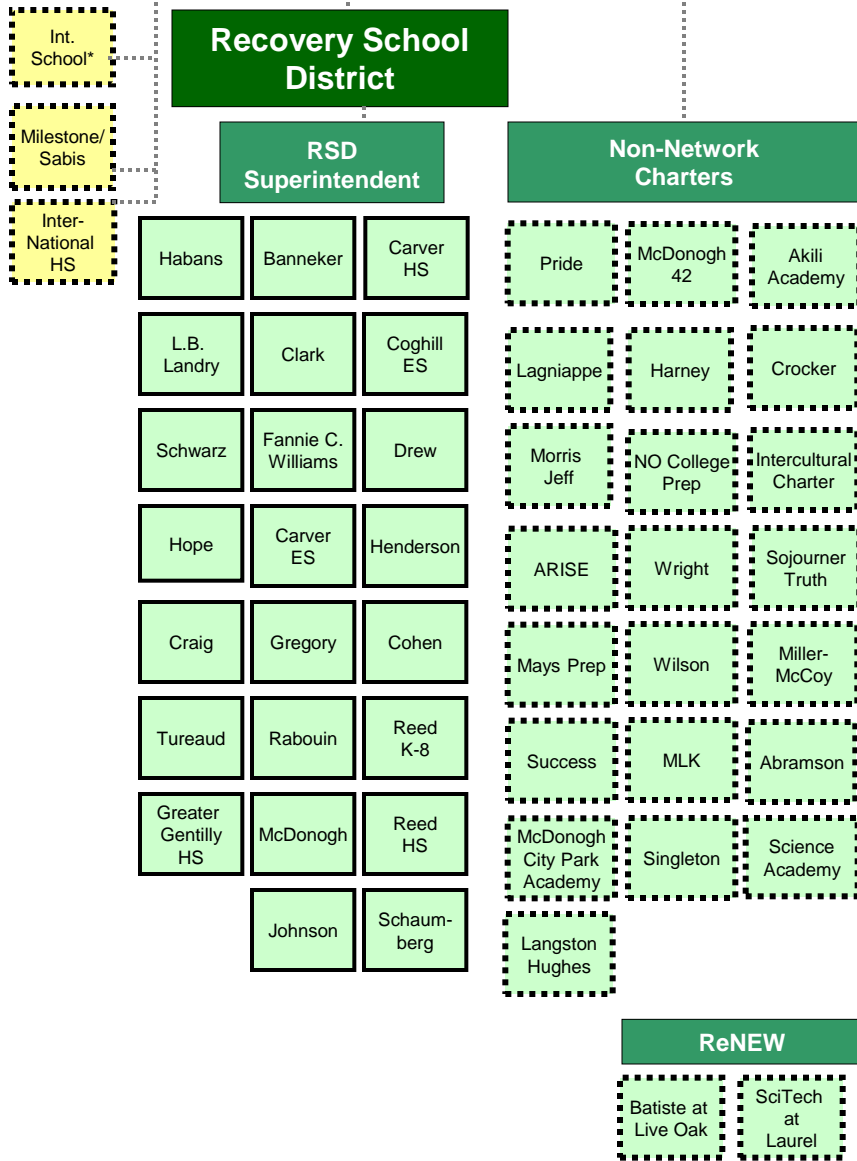 Int.
School*
Milestone/
Sabis
Inter-
National
HS
Recovery School
District
RSD
Superintendent
Habans
Banneker
Carver
HS
L.B.
Landry
Clark
Coghill
ES
Schwarz
Fannie C.
Williams
Drew
Hope
Carver
ES
Henderson
Craig
Gregory
Cohen
Tureaud
Rabouin
Reed
K-8
Greater
Gentilly
HS
McDonogh
Reed
HS
Johnson
Schaum-
berg
Non-Network
Charters
Pride
McDonogh
42
Akili
Academy
Lagniappe
Harney
Crocker
Morris
Jeff
NO College
Prep
Intercultural
Charter
ARISE
Wright
Sojourner
Truth
Mays Prep
Wilson
Miller-
McCoy
Success
MLK
Abramson
McDonogh
City Park
Academy
Singleton
Science
Academy
Langston
Hughes
ReNEW
Batiste at
Live Oak
SciTech
at
Laurel